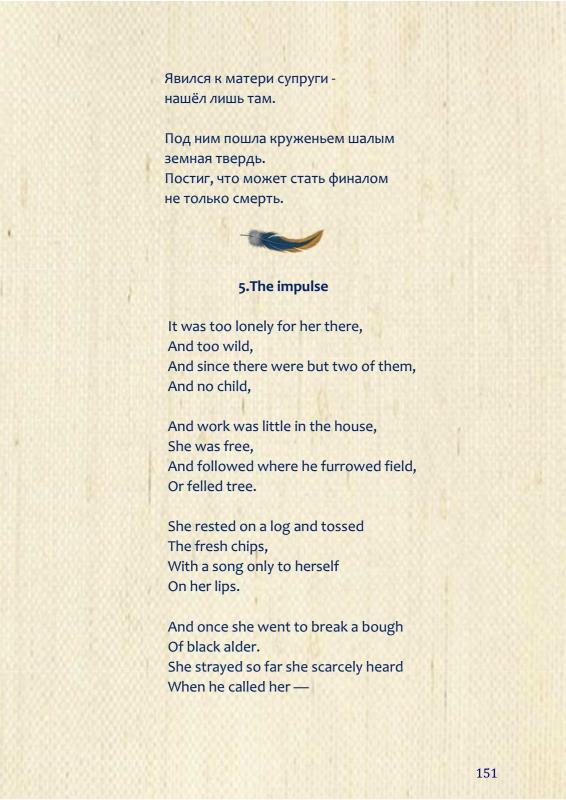 Явился к матери супруги -
нашёл лишь там.
Под ним пошла круженьем шалым
земная твердь.
Постиг, что может стать финалом
не только смерть.
5.The impulse
It was too lonely for her there,
And too wild,
And since there were but two of them,
And no child,
And work was little in the house,
She was free,
And followed where he furrowed field,
Or felled tree.
She rested on a log and tossed
The fresh chips,
With a song only to herself
On her lips.
And once she went to break a bough
Of black alder.
She strayed so far she scarcely heard
When he called her —
151